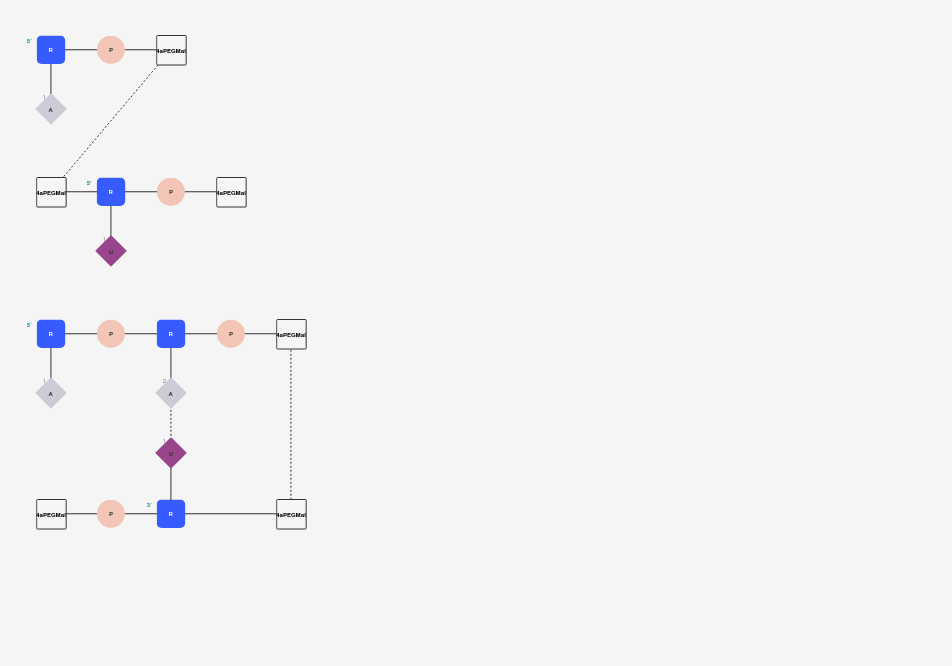 5' R P 4aPEGMal
1 A
4aPEGMal 5' R P 4aPEGMal
1 U
5' R P R P 4aPEGMal
1 A 2 A
1 U
4aPEGMal P 3' R 4aPEGMal